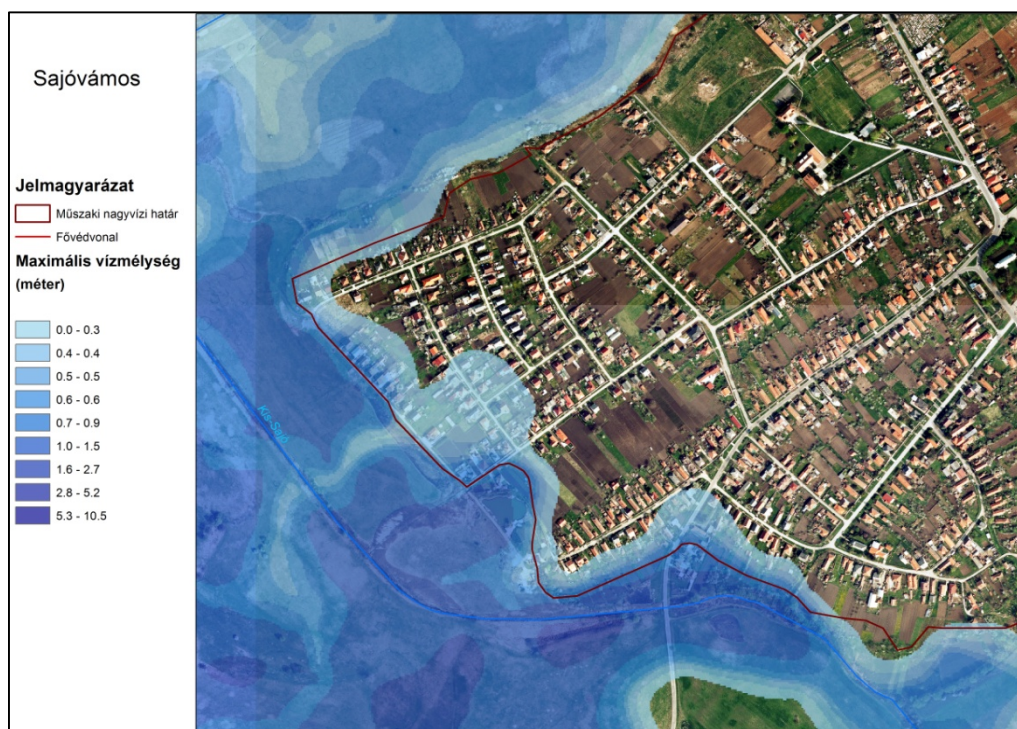 Sajóvámos
Jelmagyarázat
Műszaki nagyvízi határ
Fővédvonal
Maximális vízmélység
(méter)
0.0 - 0.3
0.4 - 0.4
0.5 - 0.5
0.6 - 0.6
0.7 - 0.9
1.0 - 1.5
1.6 - 2.7
2.8 - 5.2
5.3 - 10.5
Kis-Sajó